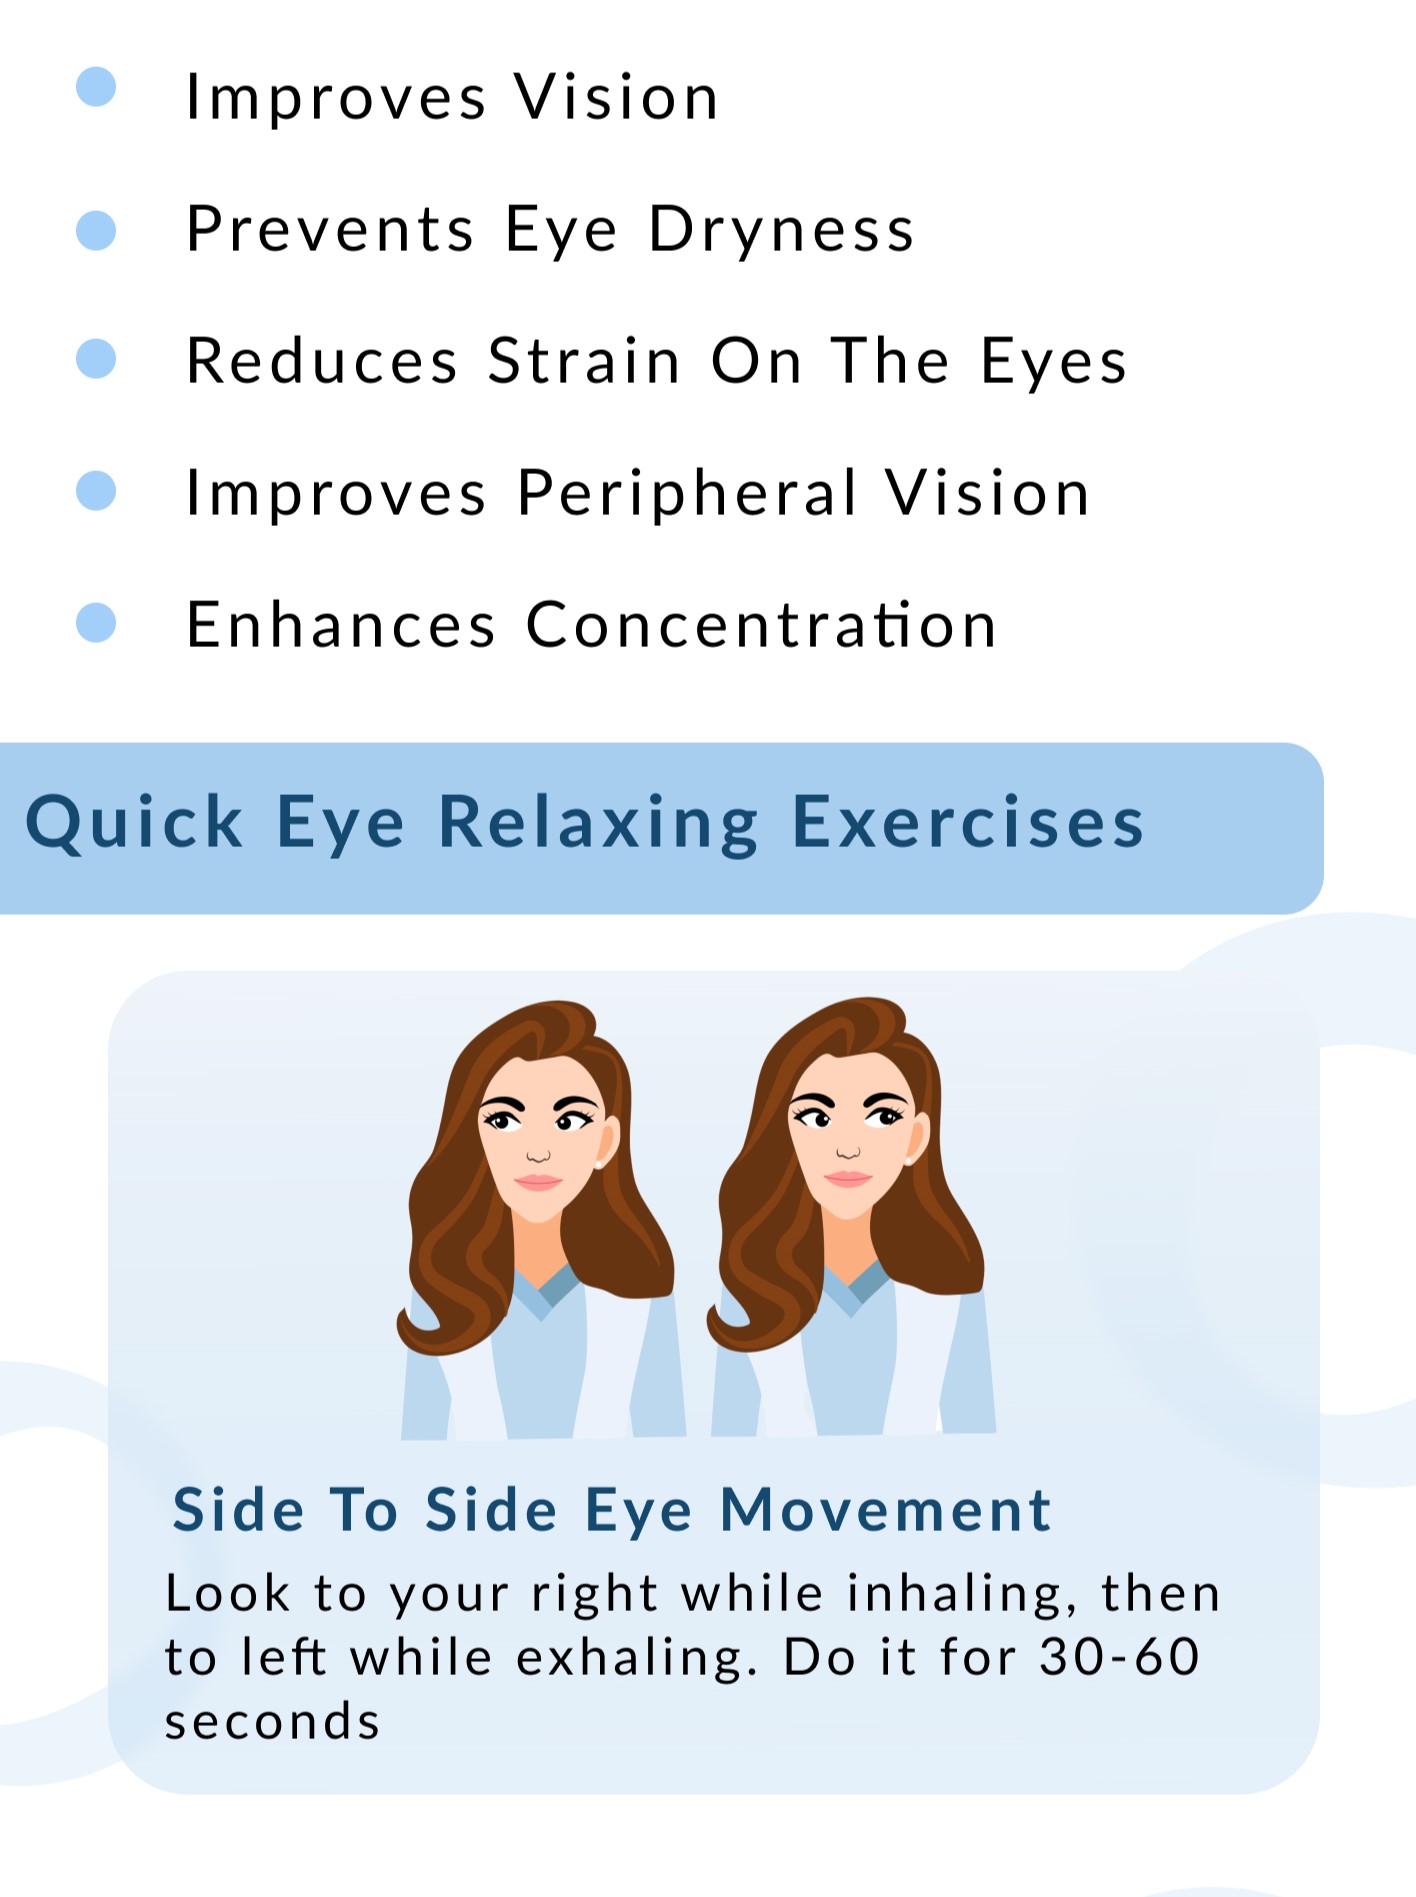 Improves Vision
Prevents Eye Dryness
Reduces Strain On The Eyes
Improves Peripheral Vision
Enhances Concentration
Quick Eye Relaxing Exercises
Side To Side Eye Movement
Look to your right while inhaling, then
to left while exhaling. Do it for 30-60
seconds